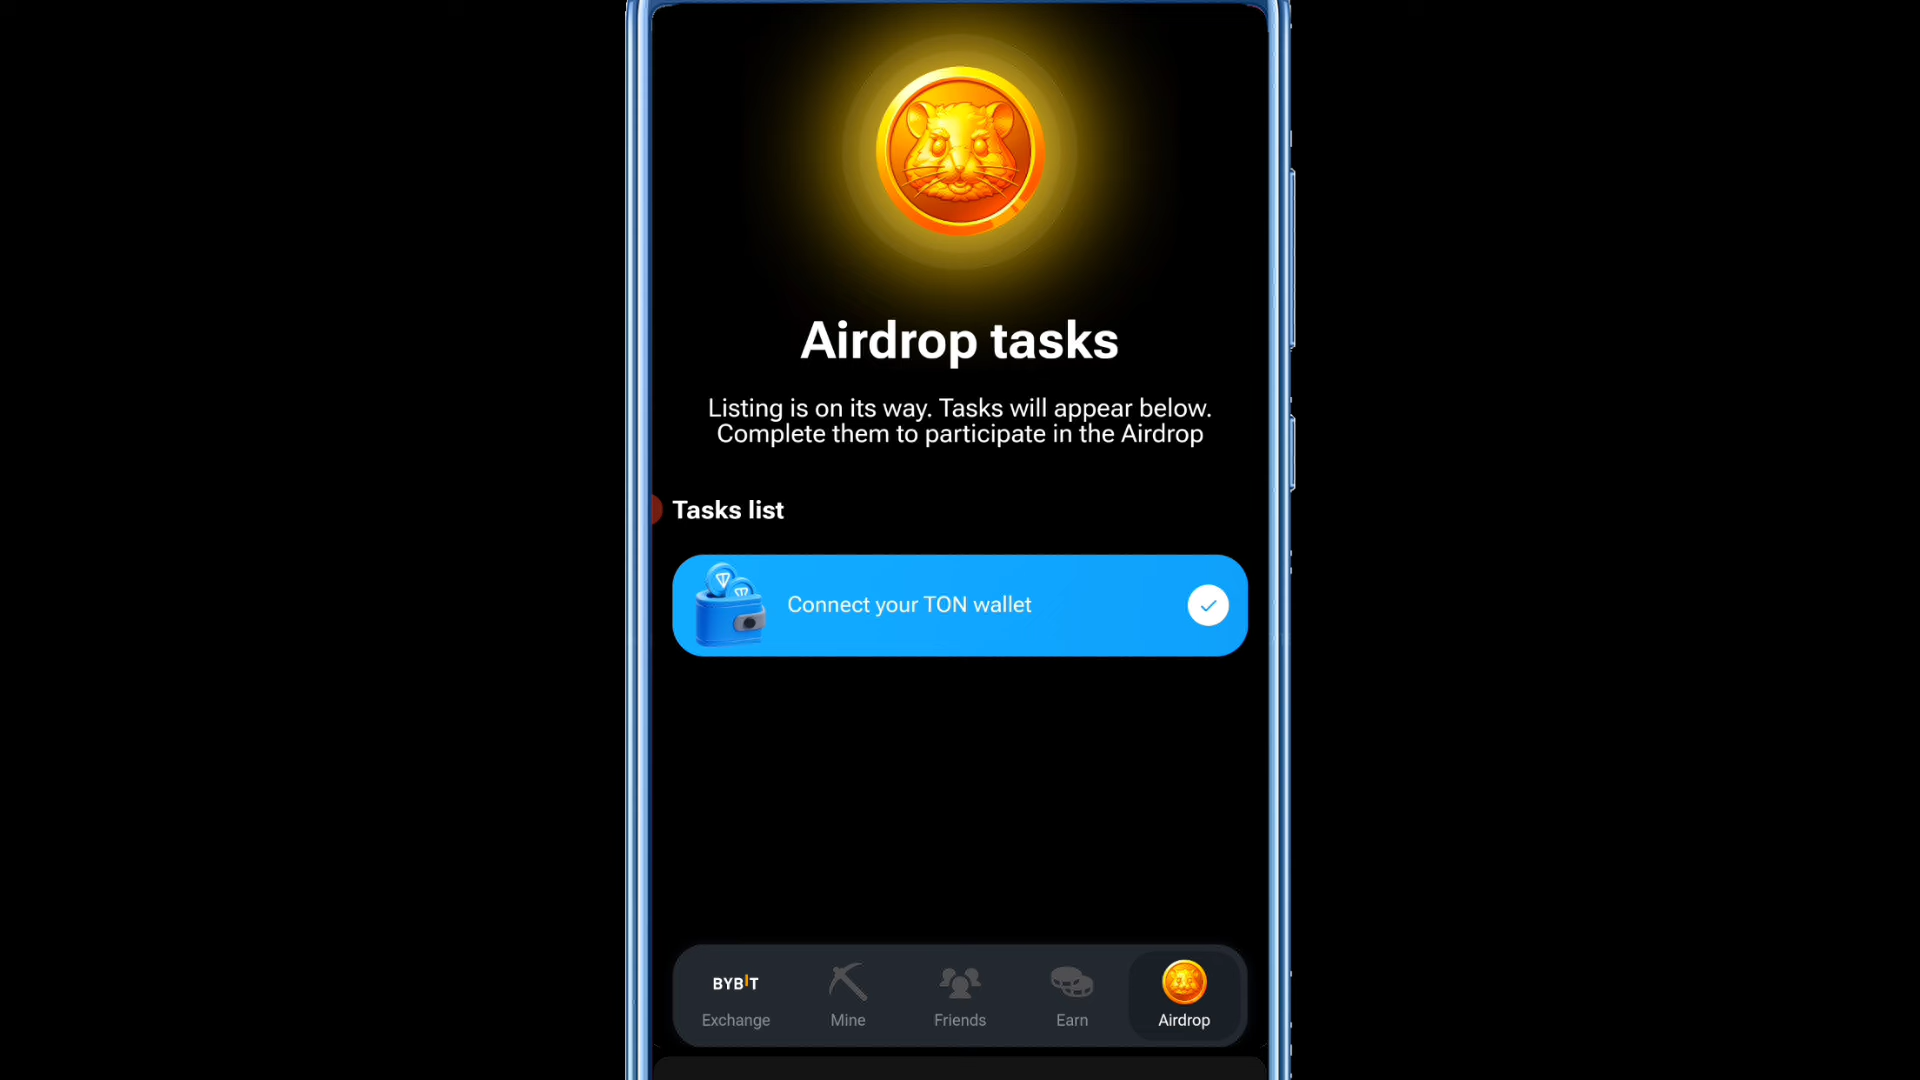 Airdrop tasks
Listing is on its way. Tasks will appear below.
Complete them to participate in the Airdrop
Tasks list
Connect your TON wallet
BYBIT
Exchange
Mine
Friends
Earn
Airdrop